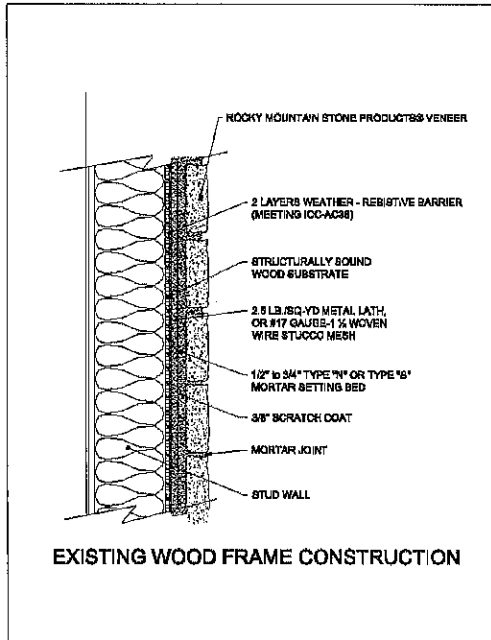 ROCKY MOUNTAIN STONE PRODUCTSS VENEER
2 LAYERS WEATHER - RESISTIVE BARRIER
(MEETING ICC-AC38)
STRUCTURALLY SOUND
WOOD SUBSTRATE
2.5 LB./SQ-YD METAL LATH,
OR #17 GAUGE-1 ½ WOVEN
WIRE STUCCO MESH
1/2" to 3/4" TYPE "N" OR TYPE "S"
MORTAR SETTING BED
3/8" SCRATCH COAT
MORTAR JOINT
STUD WALL
EXISTING WOOD FRAME CONSTRUCTION